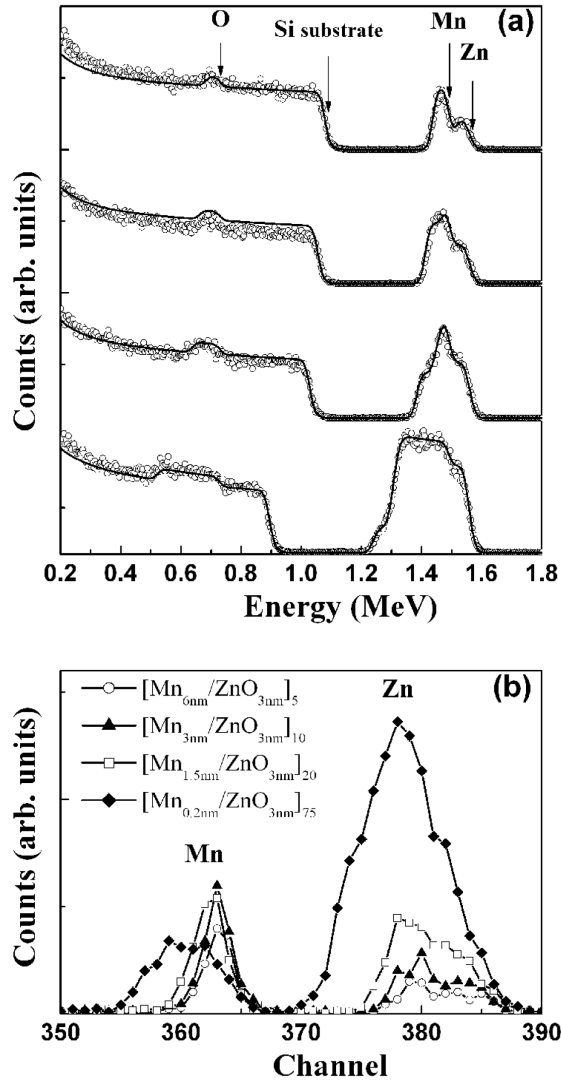 (a)
O
Si substrate
Mn
Zn
Counts (arb. units)
0.2 0.4 0.6 0.8 1.0 1.2 1.4 1.6 1.8
Energy (MeV)
(b)
[Mn6nm/ZnO3nm]5
[Mn3nm/ZnO3nm]10
[Mn1.5nm/ZnO3nm]20
[Mn0.2nm/ZnO3nm]75
Zn
Mn
Counts (arb. units)
350 360 370 380 390
Channel